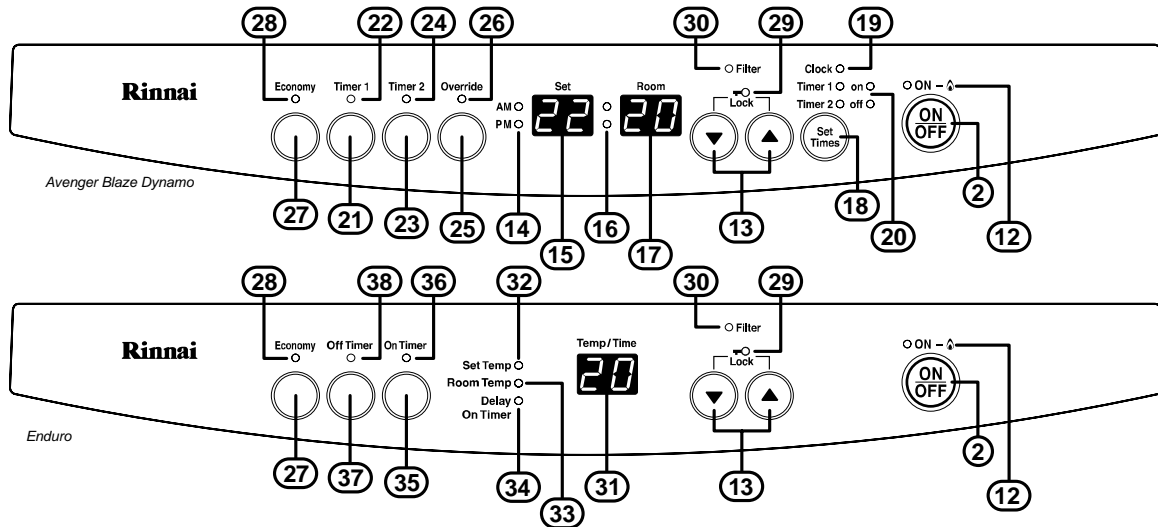 28 22 24 26 30 29 19
Rinnai
Economy Timer 1 Timer 2 Override
AM
PM
Set
22
Room
20
Filter
Lock
▼ ▲
Clock
Timer 1 on
Timer 2 off
Set
Times
ON –
ON
OFF
Avenger Blaze Dynamo
27 21 23 25 14 15 16 17 13 18 20 2 12
28 38 36 32 30 29
Rinnai
Economy Off Timer On Timer
Set Temp
Room Temp
Delay
On Timer
Temp/Time
20
Filter
Lock
▼ ▲
ON –
ON
OFF
Enduro
27 37 35 34 33 31 13 2 12